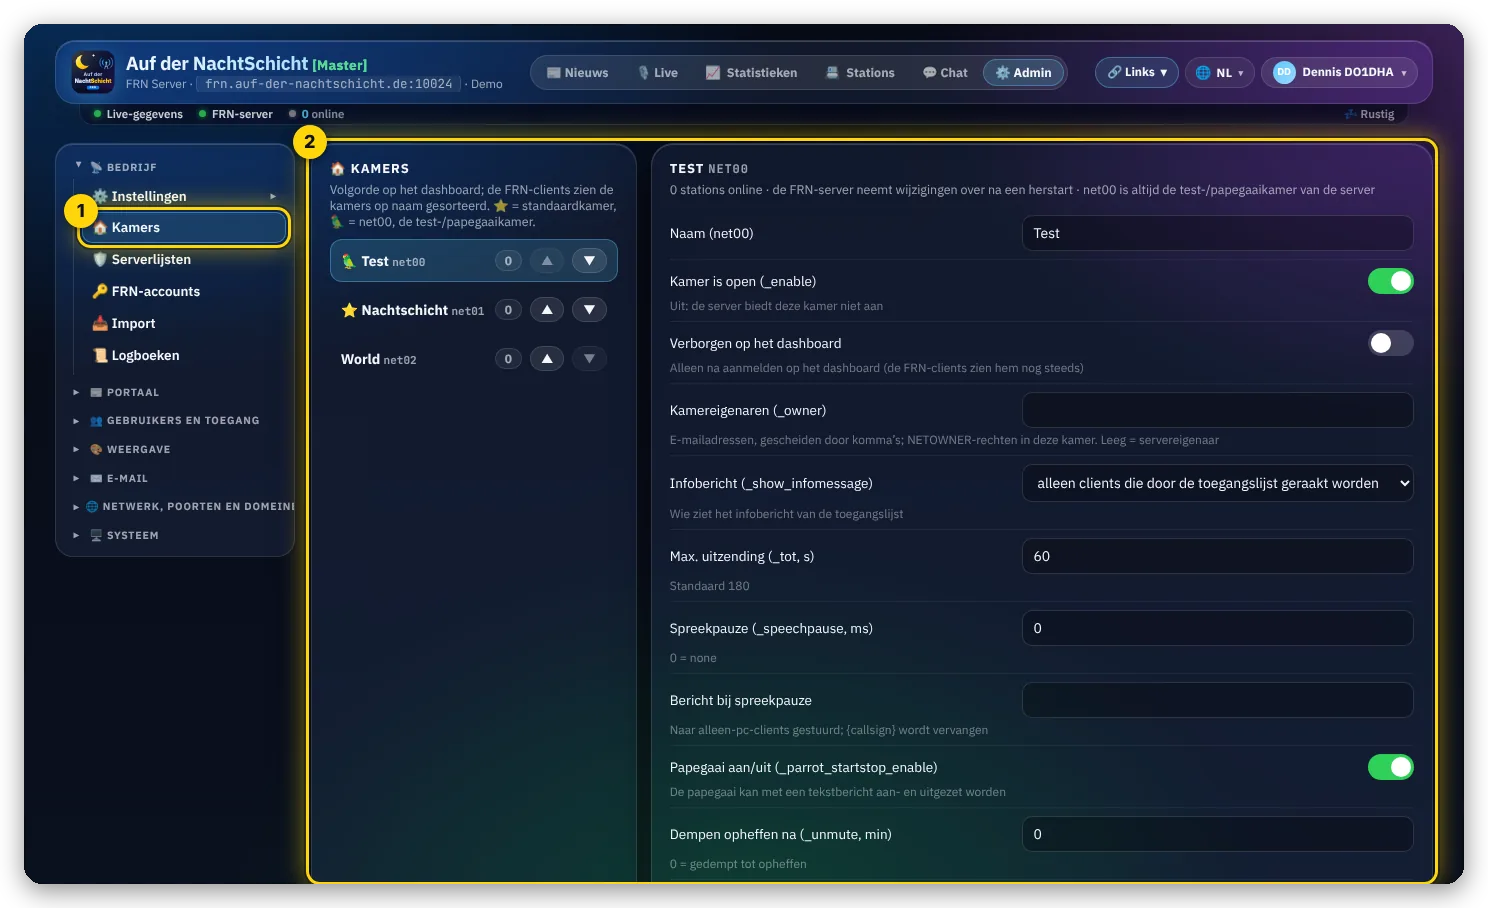 Auf der NachtSchicht [Master]
FRN Server · frn.auf-der-nachtschicht.de:10024 · Demo
Nieuws
Live
Statistieken
Stations
Chat
Admin
Links ▾
NL ▾
DD Dennis DO1DHA ▾
Live-gegevens
FRN-server
0 online
Rustig
BEDRIJF
Instellingen
1
Kamers
Serverlijsten
FRN-accounts
Import
Logboeken
PORTAAL
GEBRUIKERS EN TOEGANG
WEERGAVE
E-MAIL
NETWERK, POORTEN EN DOMEIN
SYSTEEM
2
KAMERS
Volgorde op het dashboard; de FRN-clients zien de
kamers op naam gesorteerd. ⭐ = standaardkamer,
🦜 = net00, de test-/papegaaikamer.
Test net00 0
Nachtschicht net01 0
World net02 0
TEST NET00
0 stations online · de FRN-server neemt wijzigingen over na een herstart · net00 is altijd de test-/papegaaikamer van de server
Naam (net00) Test
Kamer is open (_enable)
Uit: de server biedt deze kamer niet aan
Verborgen op het dashboard
Alleen na aanmelden op het dashboard (de FRN-clients zien hem nog steeds)
Kamereigenaren (_owner)
E-mailadressen, gescheiden door komma's; NETOWNER-rechten in deze kamer. Leeg = servereigenaar
Infobericht (_show_infomessage) alleen clients die door de toegangslijst geraakt worden
Wie ziet het infobericht van de toegangslijst
Max. uitzending (_tot, s) 60
Standaard 180
Spreekpauze (_speechpause, ms) 0
0 = none
Bericht bij spreekpauze
Naar alleen-pc-clients gestuurd; {callsign} wordt vervangen
Papegaai aan/uit (_parrot_startstop_enable)
De papegaai kan met een tekstbericht aan- en uitgezet worden
Dempen opheffen na (_unmute, min) 0
0 = gedempt tot opheffen